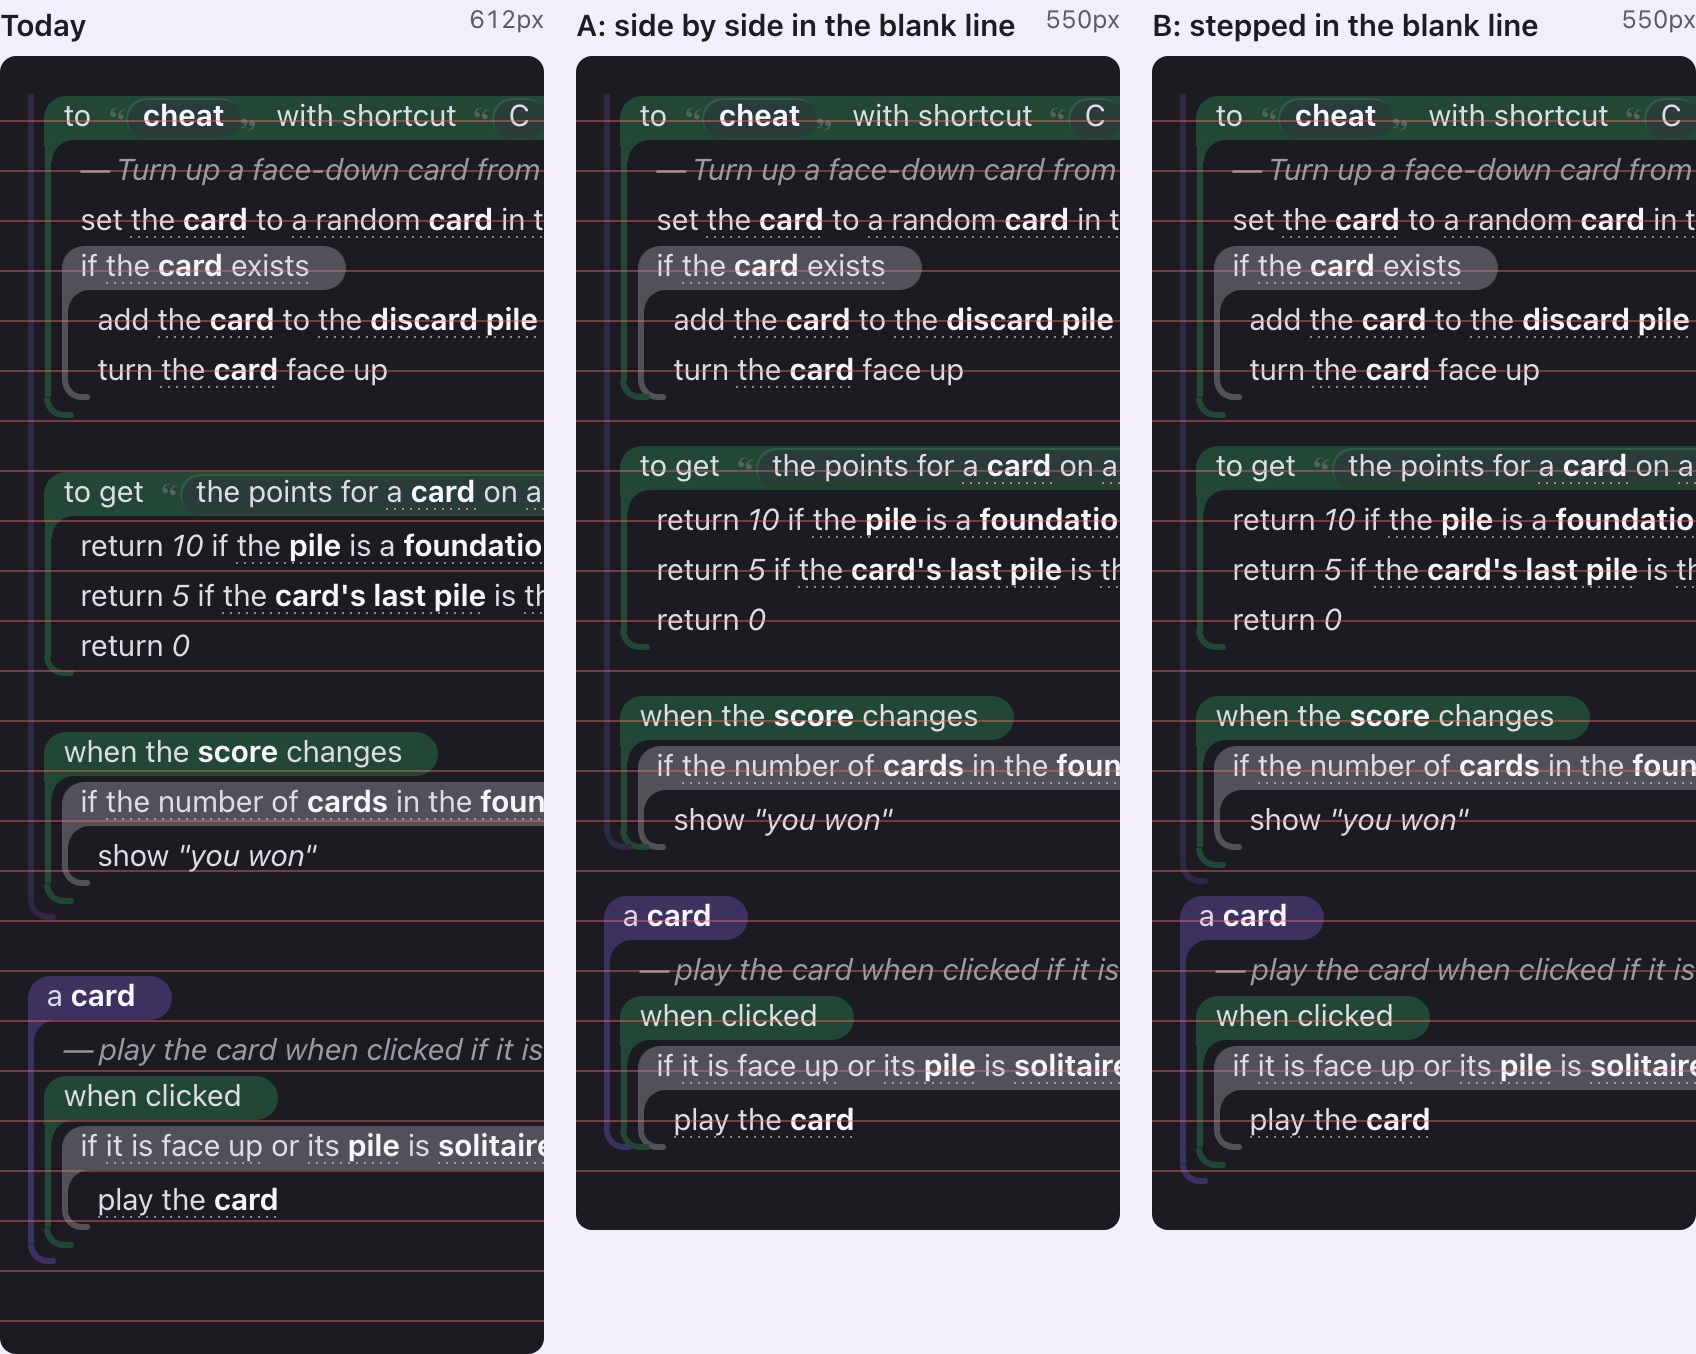 Today 612px
to “ cheat ” with shortcut “ C
— Turn up a face-down card from
set the card to a random card in t
if the card exists
add the card to the discard pile
turn the card face up
to get “ the points for a card on a
return 10 if the pile is a foundatio
return 5 if the card's last pile is th
return 0
when the score changes
if the number of cards in the foun
show "you won"
a card
— play the card when clicked if it is
when clicked
if it is face up or its pile is solitaire
play the card
A: side by side in the blank line 550px
to “ cheat ” with shortcut “ C
— Turn up a face-down card from
set the card to a random card in t
if the card exists
add the card to the discard pile
turn the card face up
to get “ the points for a card on a
return 10 if the pile is a foundatio
return 5 if the card's last pile is th
return 0
when the score changes
if the number of cards in the foun
show "you won"
a card
— play the card when clicked if it is
when clicked
if it is face up or its pile is solitaire
play the card
B: stepped in the blank line 550px
to “ cheat ” with shortcut “ C
— Turn up a face-down card from
set the card to a random card in t
if the card exists
add the card to the discard pile
turn the card face up
to get “ the points for a card on a
return 10 if the pile is a foundatio
return 5 if the card's last pile is th
return 0
when the score changes
if the number of cards in the foun
show "you won"
a card
— play the card when clicked if it is
when clicked
if it is face up or its pile is solitaire
play the card